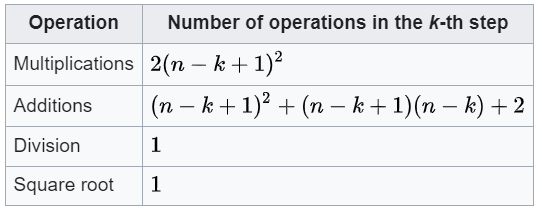 Operation Number of operations in the k-th step
Multiplications 2(n − k + 1)²
Additions (n − k + 1)² + (n − k + 1)(n − k) + 2
Division 1
Square root 1